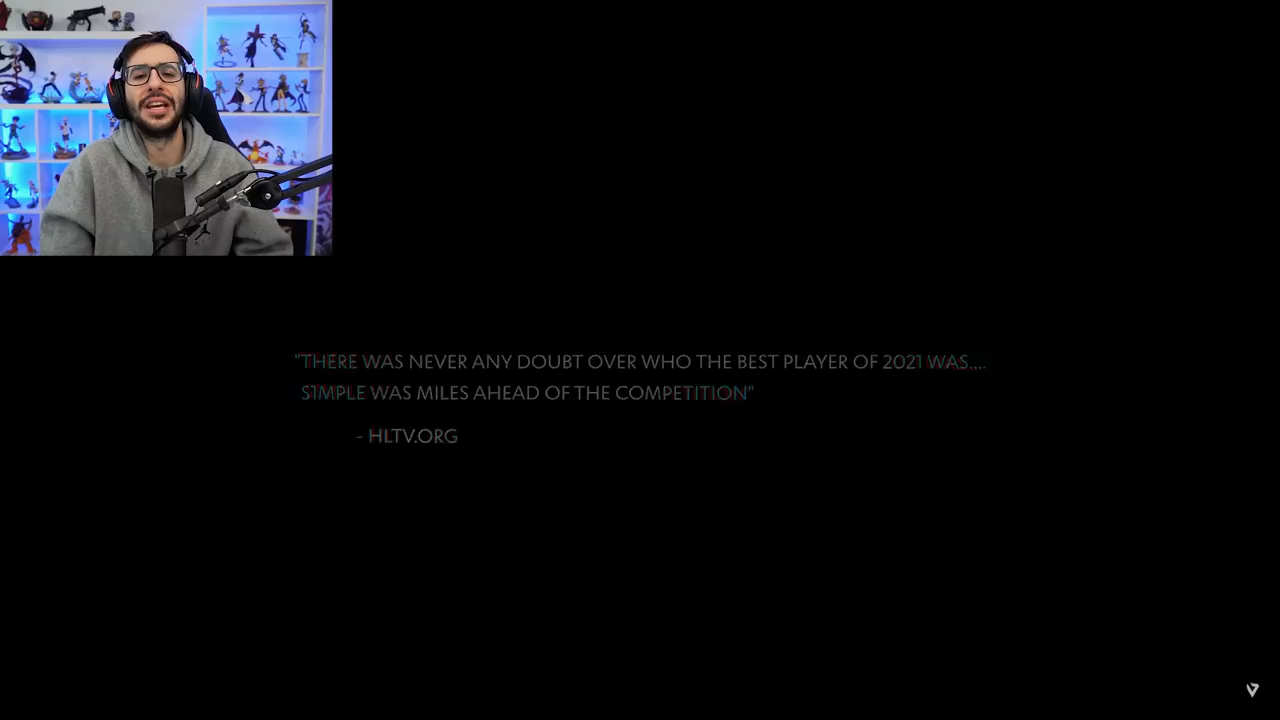 "THERE WAS NEVER ANY DOUBT OVER WHO THE BEST PLAYER OF 2021 WAS....
S1MPLE WAS MILES AHEAD OF THE COMPETITION"
- HLTV.ORG